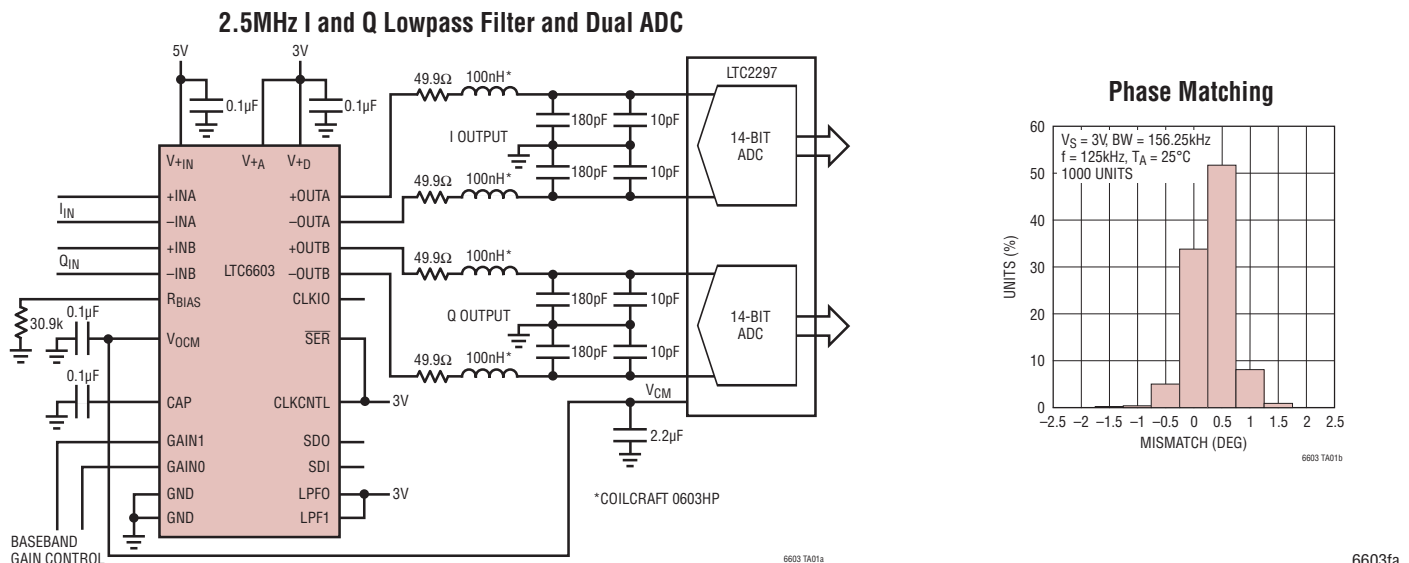 2.5MHz I and Q Lowpass Filter and Dual ADC
5V
3V
0.1µF
0.1µF
V+IN
V+A
V+D
49.9Ω
100nH*
LTC2297
180pF
10pF
14-BIT
ADC
I OUTPUT
180pF
10pF
49.9Ω
100nH*
+INA
+OUTA
IIN
–INA
–OUTA
+INB
+OUTB
QIN
–INB
LTC6603
–OUTB
49.9Ω
100nH*
RBIAS
CLKIO
180pF
10pF
14-BIT
ADC
30.9k
0.1µF
Q OUTPUT
VOCM
SER
180pF
10pF
49.9Ω
100nH*
0.1µF
VCM
CAP
CLKCNTL
3V
2.2µF
GAIN1
SDO
GAIN0
SDI
GND
LPF0
3V
*COILCRAFT 0603HP
GND
LPF1
BASEBAND
GAIN CONTROL
6603 TA01a
Phase Matching
VS = 3V, BW = 156.25kHz
f = 125kHz, TA = 25°C
1000 UNITS
UNITS (%)
60
50
40
30
20
10
0
–2.5 –2 –1.5 –1 –0.5 0 0.5 1 1.5 2 2.5
MISMATCH (DEG)
6603 TA01b
6603fa